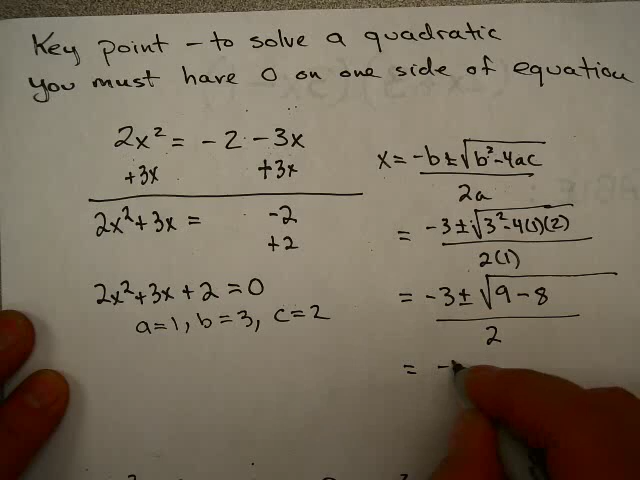 Key point - to solve a quadratic
you must have 0 on one side of equation
2x² = -2 -3x
+3x +3x
2x²+3x = -2
+2
2x²+3x+2=0
a=1, b=3, c=2
x= -b±√b²-4ac
2a
= -3±√3²-4(1)(2)
2(1)
= -3±√9-8
2
= -